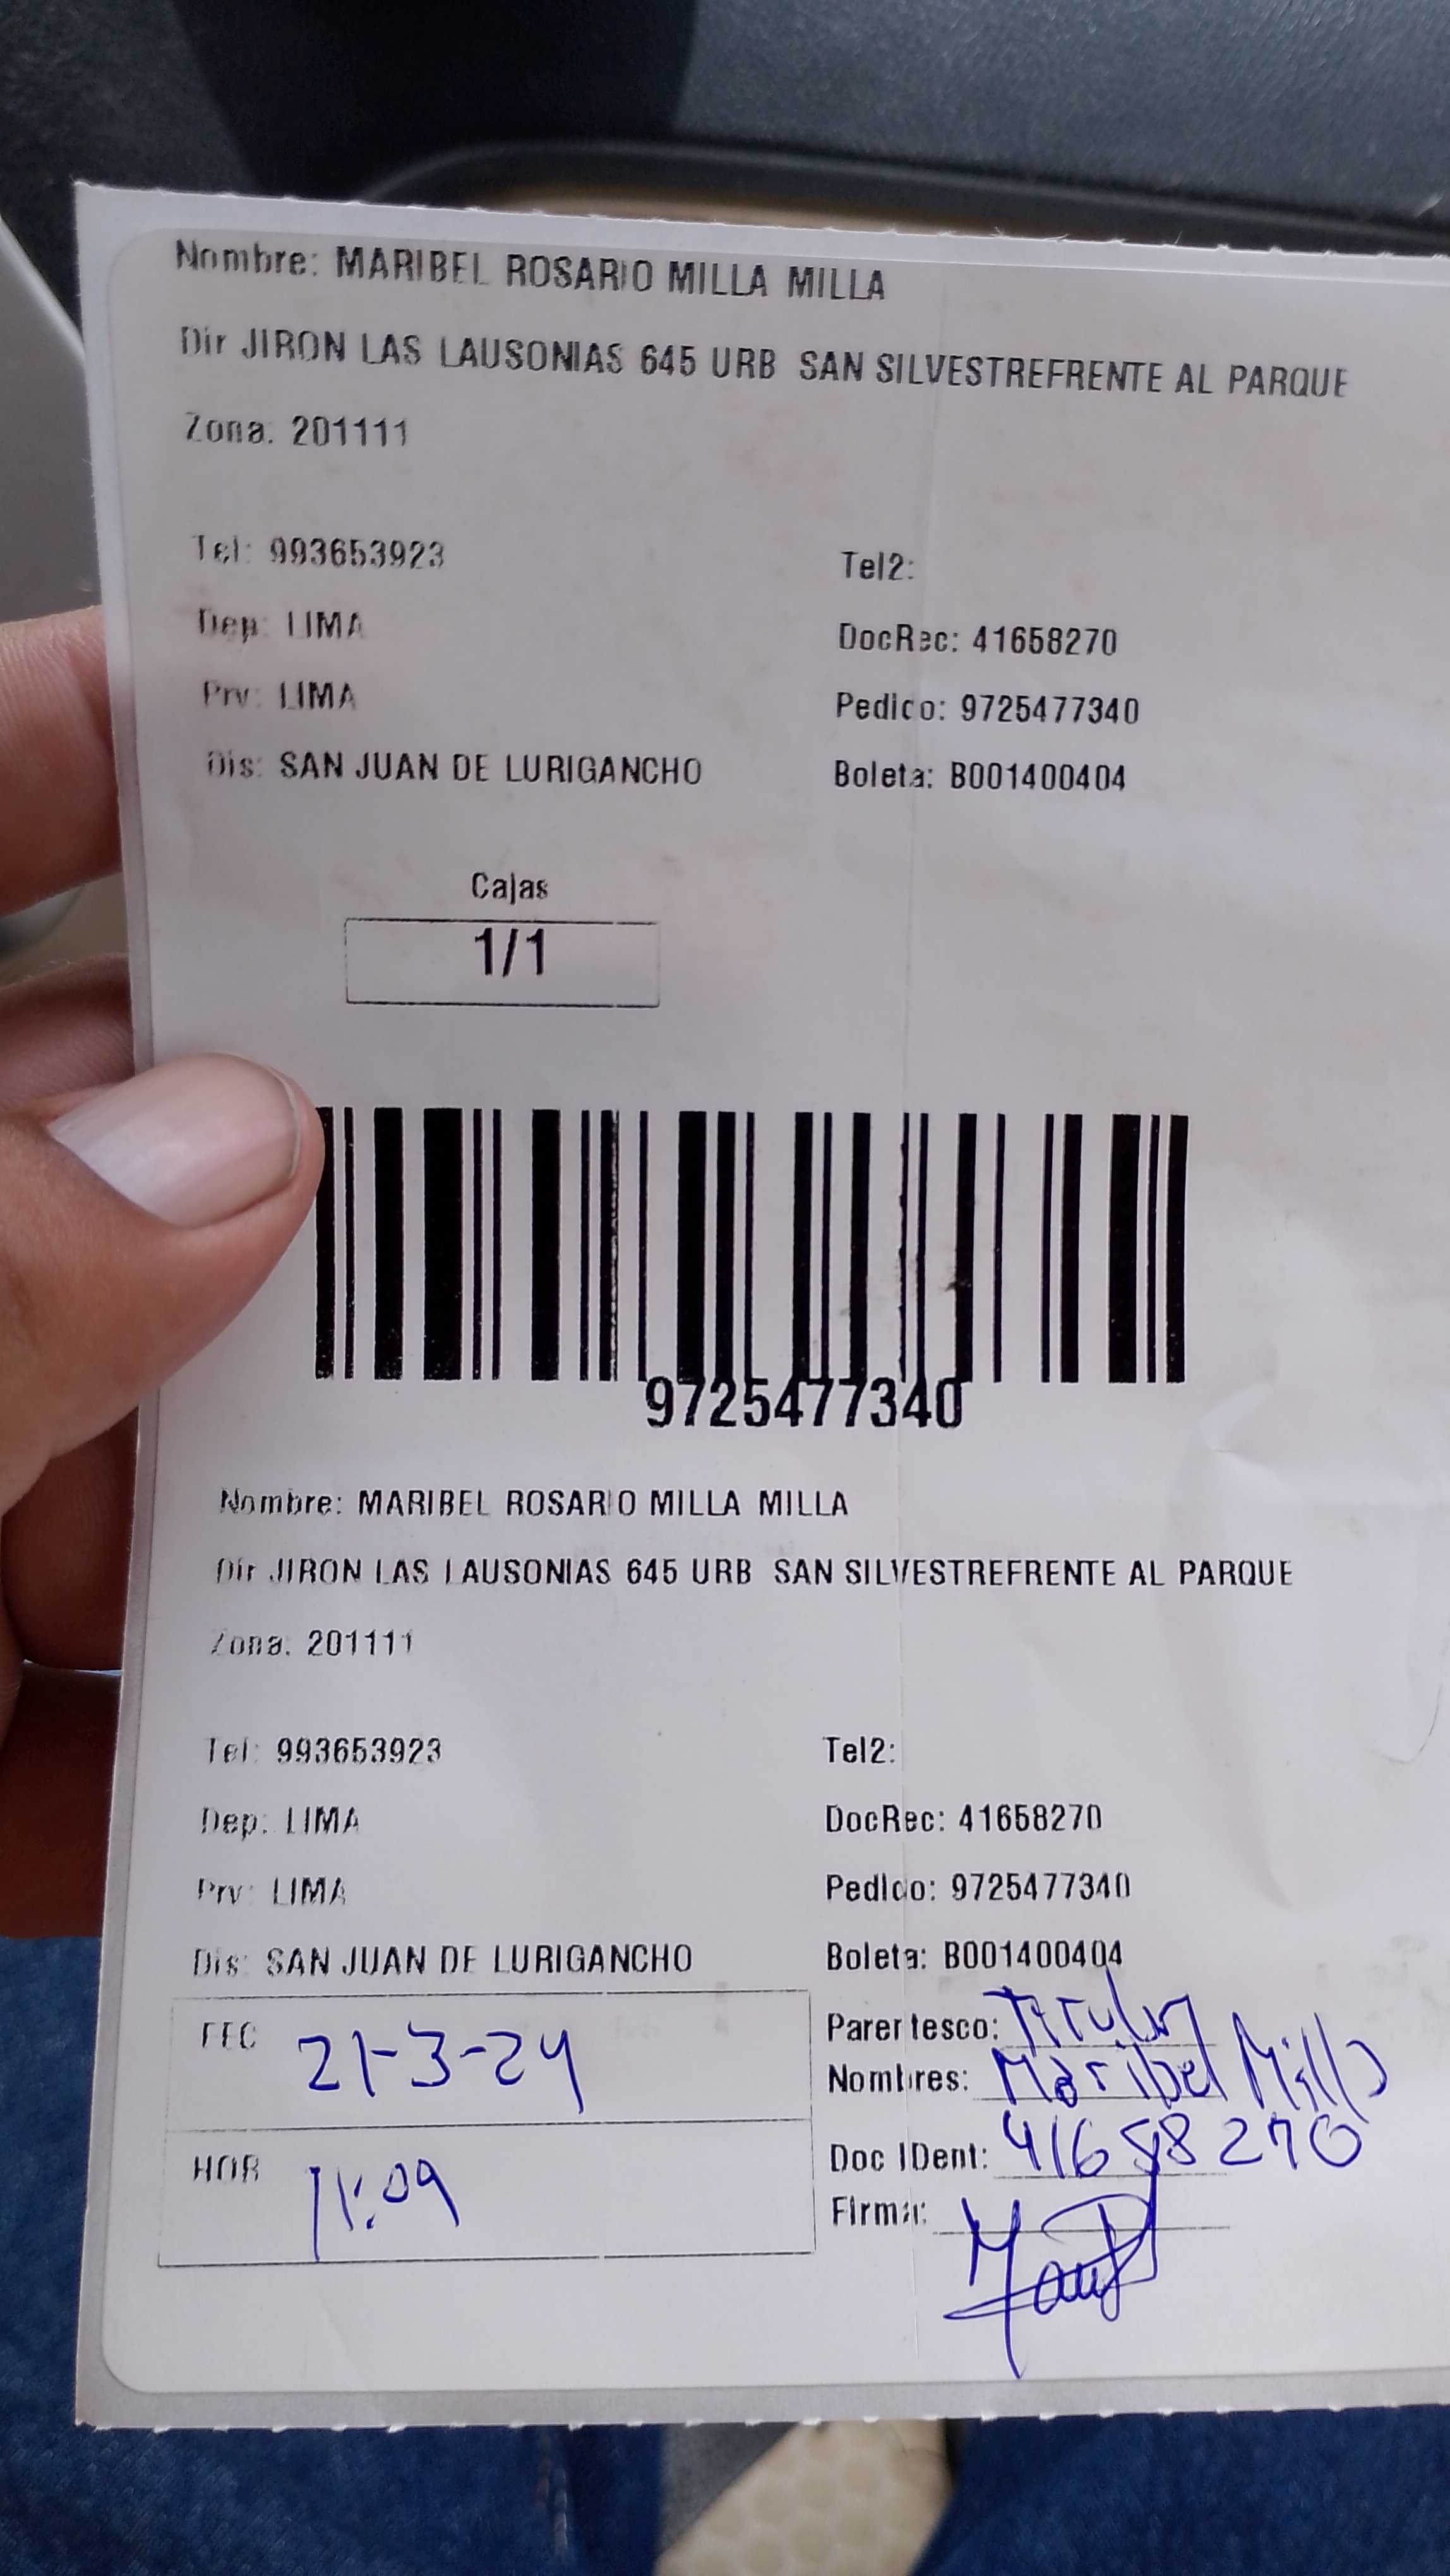 Nombre: MARIBEL ROSARIO MILLA MILLA
Dir JIRON LAS LAUSONIAS 645 URB SAN SILVESTREFRENTE AL PARQUE
Zona. 201111
Tel: 993653923 Tel2:
Dep: LIMA DocRec: 41658270
Prv: LIMA Pedido: 9725477340
Dis: SAN JUAN DE LURIGANCHO Boleta: B001400404
Cajas
1/1
9725477340
Nombre: MARIBEL ROSARIO MILLA MILLA
Dir JIRON LAS LAUSONIAS 645 URB SAN SILVESTREFRENTE AL PARQUE
Zona. 201111
Tel: 993653923 Tel2:
Dep: LIMA DocRec: 41658270
Prv: LIMA Pedido: 9725477340
Dis: SAN JUAN DE LURIGANCHO Boleta: B001400404
FEC 21-3-24 Parentesco: Titular
Nombres: Maribel Milla
HOR 11:09 Doc IDent: 41658270
Firma: